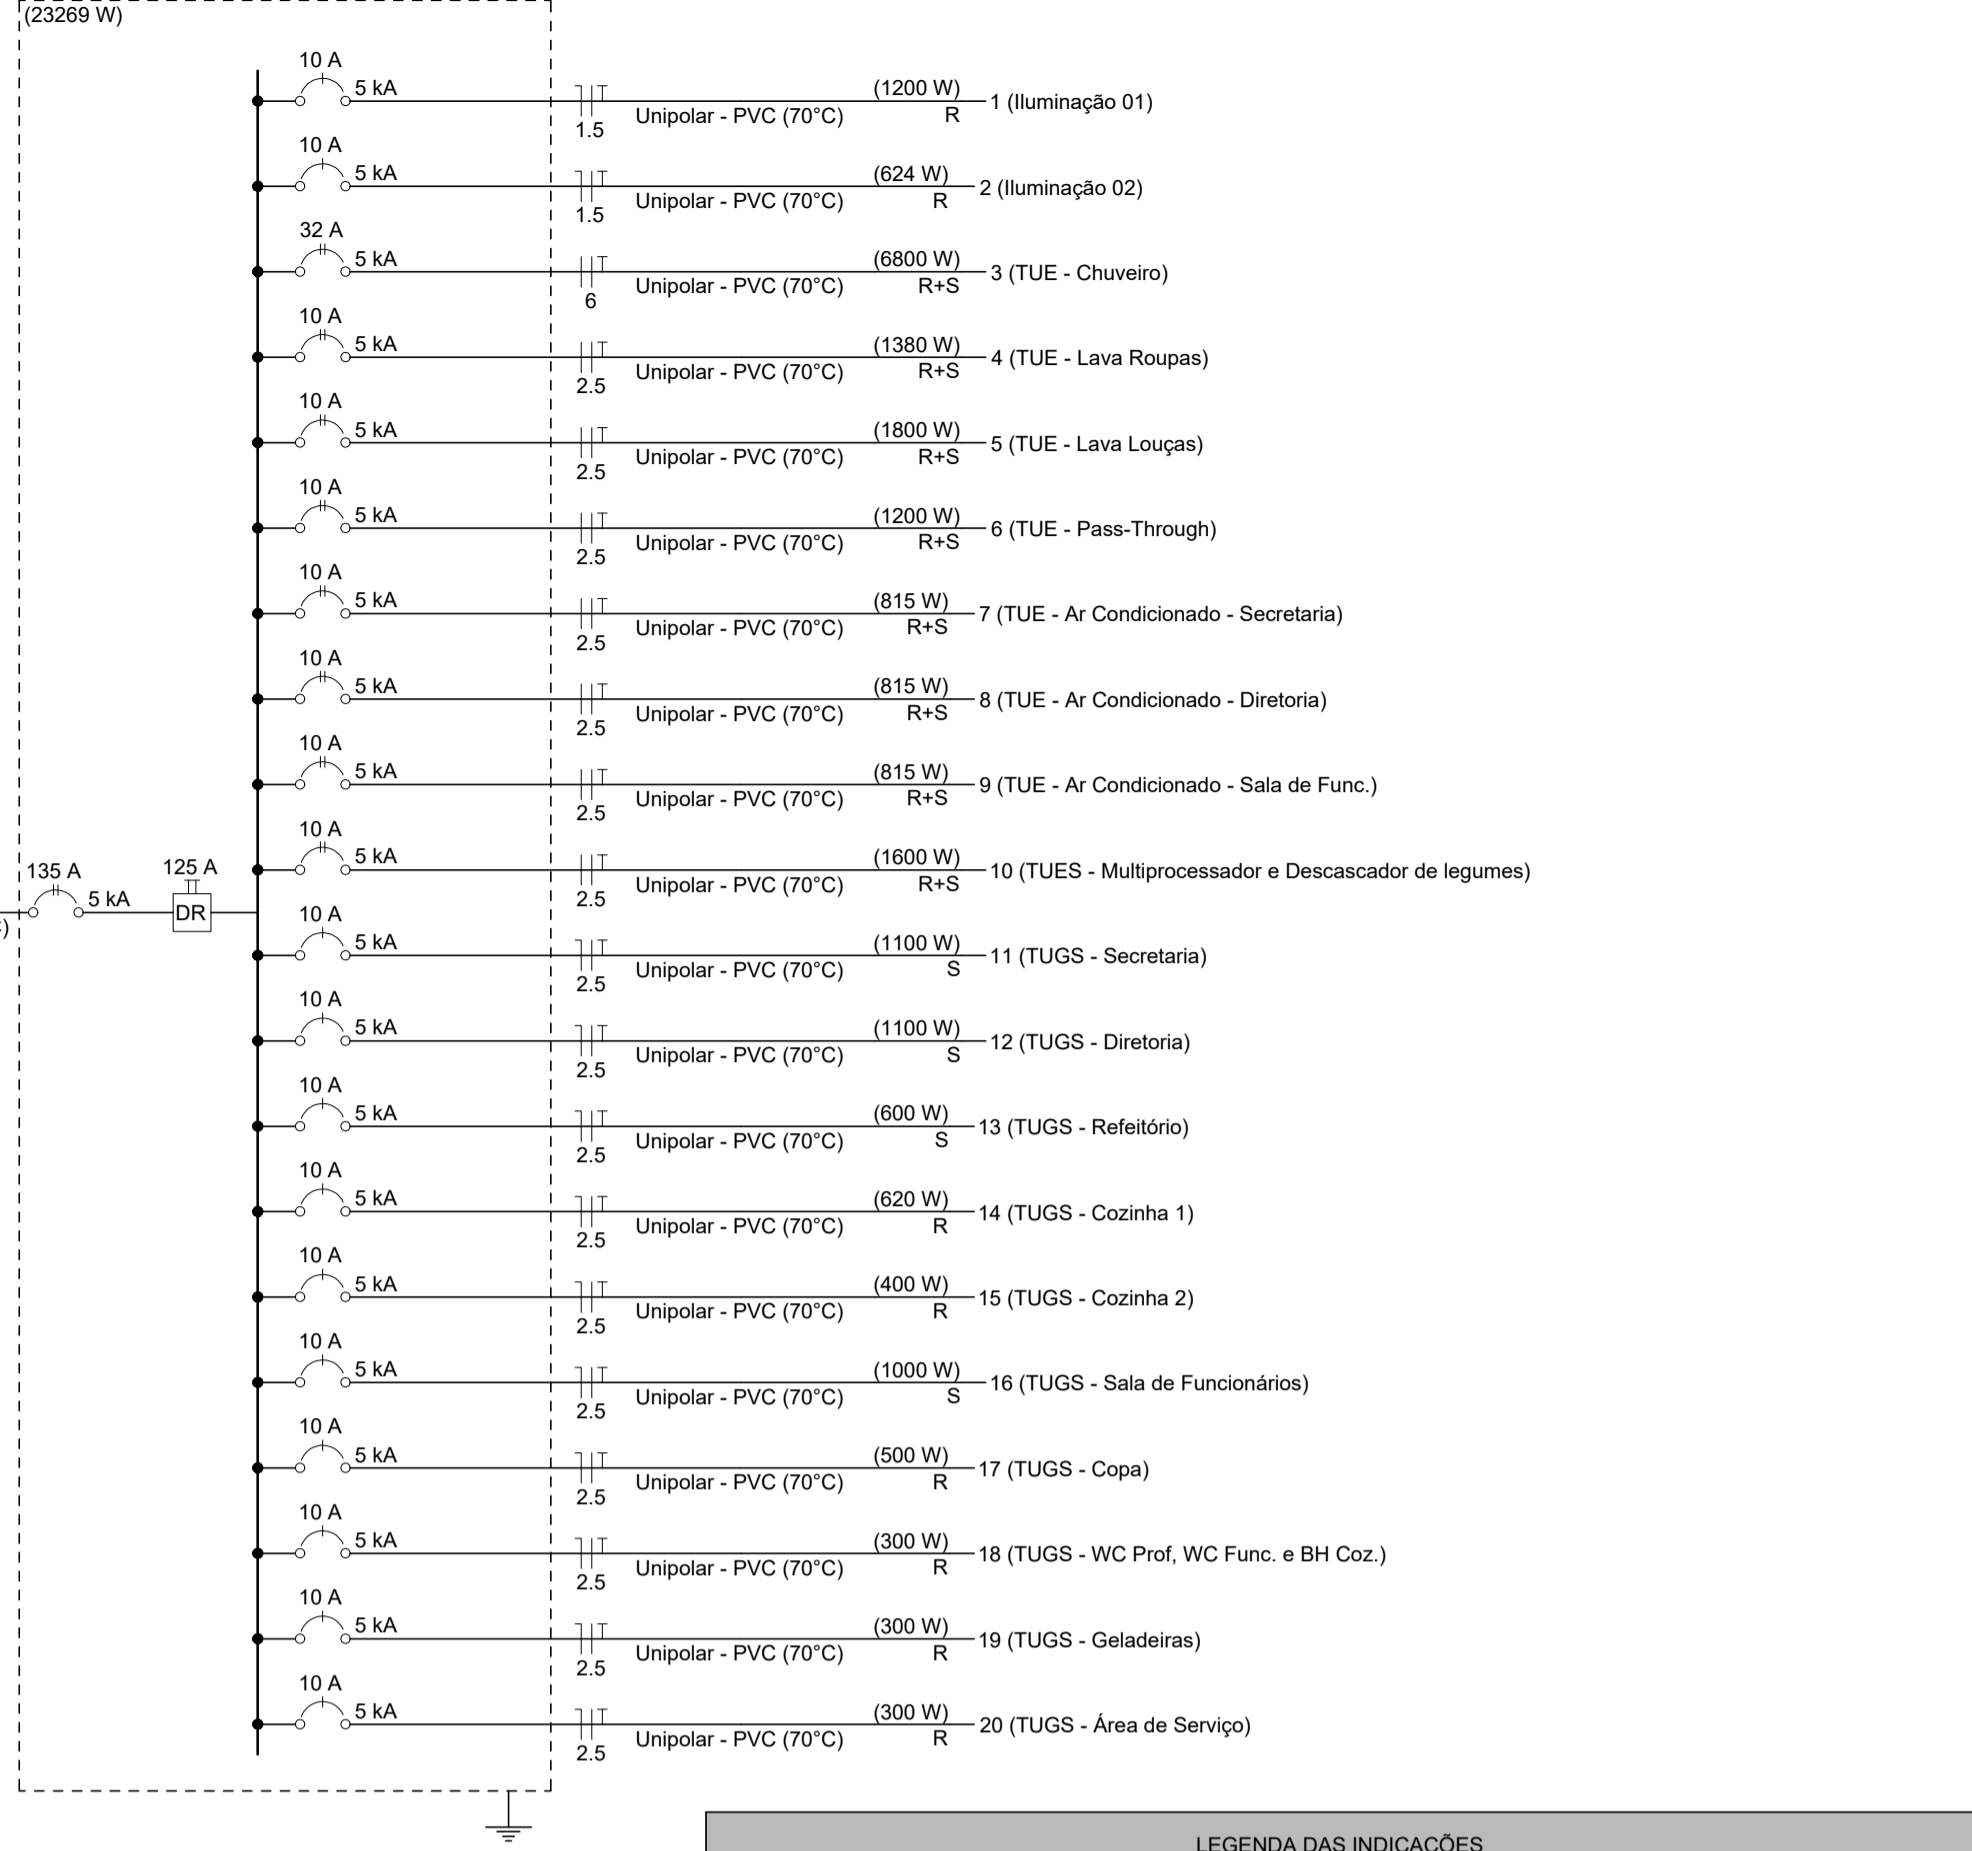 (23269 W)
10 A
5 kA
1.5
Unipolar - PVC (70°C)
(1200 W)
R
1 (Iluminação 01)
10 A
5 kA
1.5
Unipolar - PVC (70°C)
(624 W)
R
2 (Iluminação 02)
32 A
5 kA
6
Unipolar - PVC (70°C)
(6800 W)
R+S
3 (TUE - Chuveiro)
10 A
5 kA
2.5
Unipolar - PVC (70°C)
(1380 W)
R+S
4 (TUE - Lava Roupas)
10 A
5 kA
2.5
Unipolar - PVC (70°C)
(1800 W)
R+S
5 (TUE - Lava Louças)
10 A
5 kA
2.5
Unipolar - PVC (70°C)
(1200 W)
R+S
6 (TUE - Pass-Through)
10 A
5 kA
2.5
Unipolar - PVC (70°C)
(815 W)
R+S
7 (TUE - Ar Condicionado - Secretaria)
10 A
5 kA
2.5
Unipolar - PVC (70°C)
(815 W)
R+S
8 (TUE - Ar Condicionado - Diretoria)
10 A
5 kA
2.5
Unipolar - PVC (70°C)
(815 W)
R+S
9 (TUE - Ar Condicionado - Sala de Func.)
135 A
5 kA
125 A
DR
10 A
5 kA
2.5
Unipolar - PVC (70°C)
(1600 W)
R+S
10 (TUES - Multiprocessador e Descascador de legumes)
10 A
5 kA
2.5
Unipolar - PVC (70°C)
(1100 W)
S
11 (TUGS - Secretaria)
10 A
5 kA
2.5
Unipolar - PVC (70°C)
(1100 W)
S
12 (TUGS - Diretoria)
10 A
5 kA
2.5
Unipolar - PVC (70°C)
(600 W)
S
13 (TUGS - Refeitório)
10 A
5 kA
2.5
Unipolar - PVC (70°C)
(620 W)
R
14 (TUGS - Cozinha 1)
10 A
5 kA
2.5
Unipolar - PVC (70°C)
(400 W)
R
15 (TUGS - Cozinha 2)
10 A
5 kA
2.5
Unipolar - PVC (70°C)
(1000 W)
S
16 (TUGS - Sala de Funcionários)
10 A
5 kA
2.5
Unipolar - PVC (70°C)
(500 W)
R
17 (TUGS - Copa)
10 A
5 kA
2.5
Unipolar - PVC (70°C)
(300 W)
R
18 (TUGS - WC Prof, WC Func. e BH Coz.)
10 A
5 kA
2.5
Unipolar - PVC (70°C)
(300 W)
R
19 (TUGS - Geladeiras)
10 A
5 kA
2.5
Unipolar - PVC (70°C)
(300 W)
R
20 (TUGS - Área de Serviço)
LEGENDA DAS INDICAÇÕES